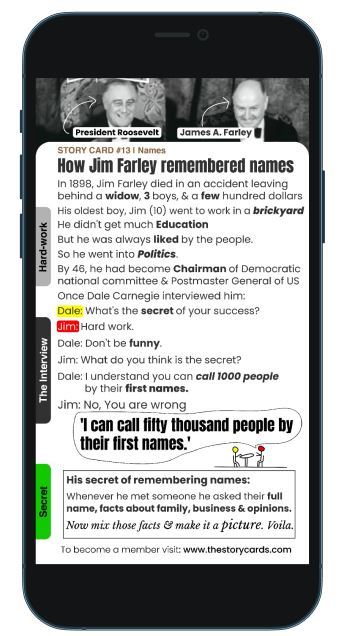 President Roosevelt
James A. Farley
STORY CARD #13 I Names
How Jim Farley remembered names
In 1898, Jim Farley died in an accident leaving
behind a widow, 3 boys, & a few hundred dollars
His oldest boy, Jim (10) went to work in a brickyard
He didn't get much Education
But he was always liked by the people.
So he went into Politics.
By 46, he had become Chairman of Democratic
national committee & Postmaster General of US
Hard-work
Once Dale Carnegie interviewed him:
Dale: What's the secret of your success?
Jim: Hard work.
Dale: Don't be funny.
Jim: What do you think is the secret?
Dale: I understand you can call 1000 people
by their first names.
Jim: No, You are wrong
'I can call fifty thousand people by
their first names.'
The Interview
Secret
His secret of remembering names:
Whenever he met someone he asked their full
name, facts about family, business & opinions.
Now mix those facts & make it a picture. Voila.
To become a member visit: www.thestorycards.com